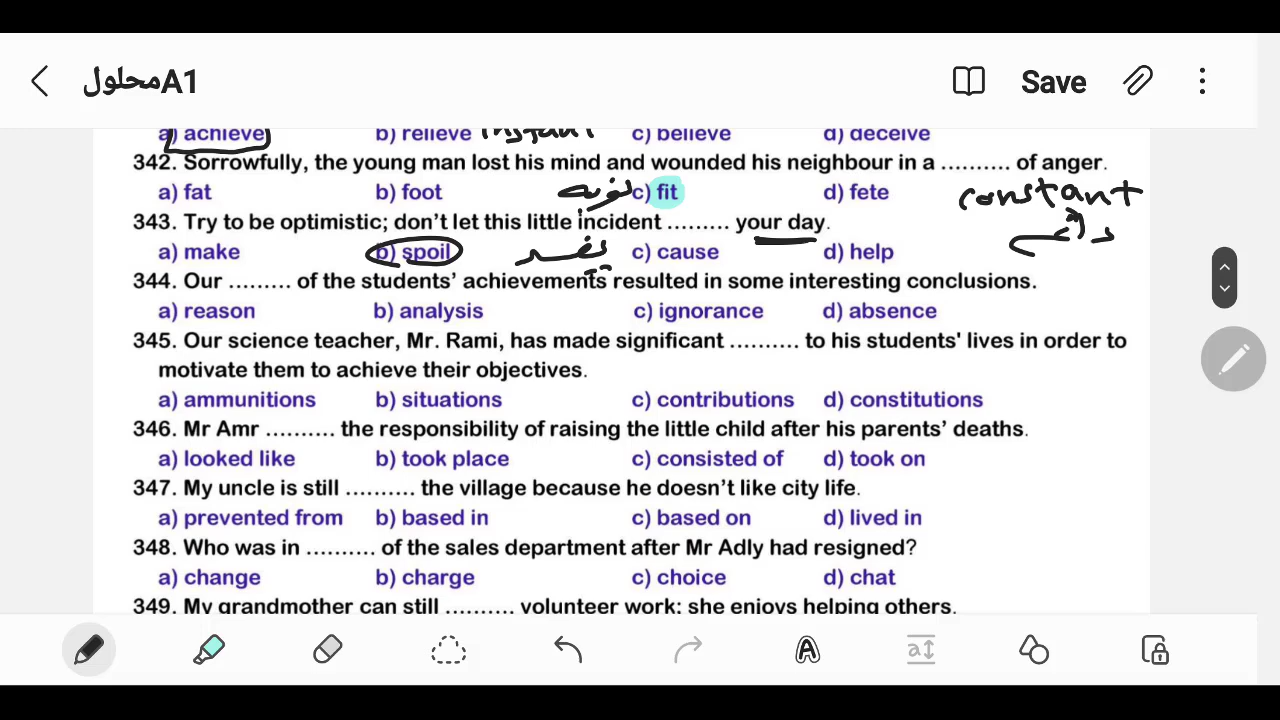 محلول A1
Save
a) achieve b) relieve instant c) believe d) deceive
342. Sorrowfully, the young man lost his mind and wounded his neighbour in a .......... of anger.
a) fat b) foot نوبه c) fit d) fete constant
343. Try to be optimistic; don't let this little incident ......... your day. دائم
a) make b) spoil يفسد c) cause d) help
344. Our ......... of the students' achievements resulted in some interesting conclusions.
a) reason b) analysis c) ignorance d) absence
345. Our science teacher, Mr. Rami, has made significant .......... to his students' lives in order to
motivate them to achieve their objectives.
a) ammunitions b) situations c) contributions d) constitutions
346. Mr Amr .......... the responsibility of raising the little child after his parents' deaths.
a) looked like b) took place c) consisted of d) took on
347. My uncle is still .......... the village because he doesn't like city life.
a) prevented from b) based in c) based on d) lived in
348. Who was in .......... of the sales department after Mr Adly had resigned?
a) change b) charge c) choice d) chat
349. My grandmother can still .......... volunteer work; she enjoys helping others.